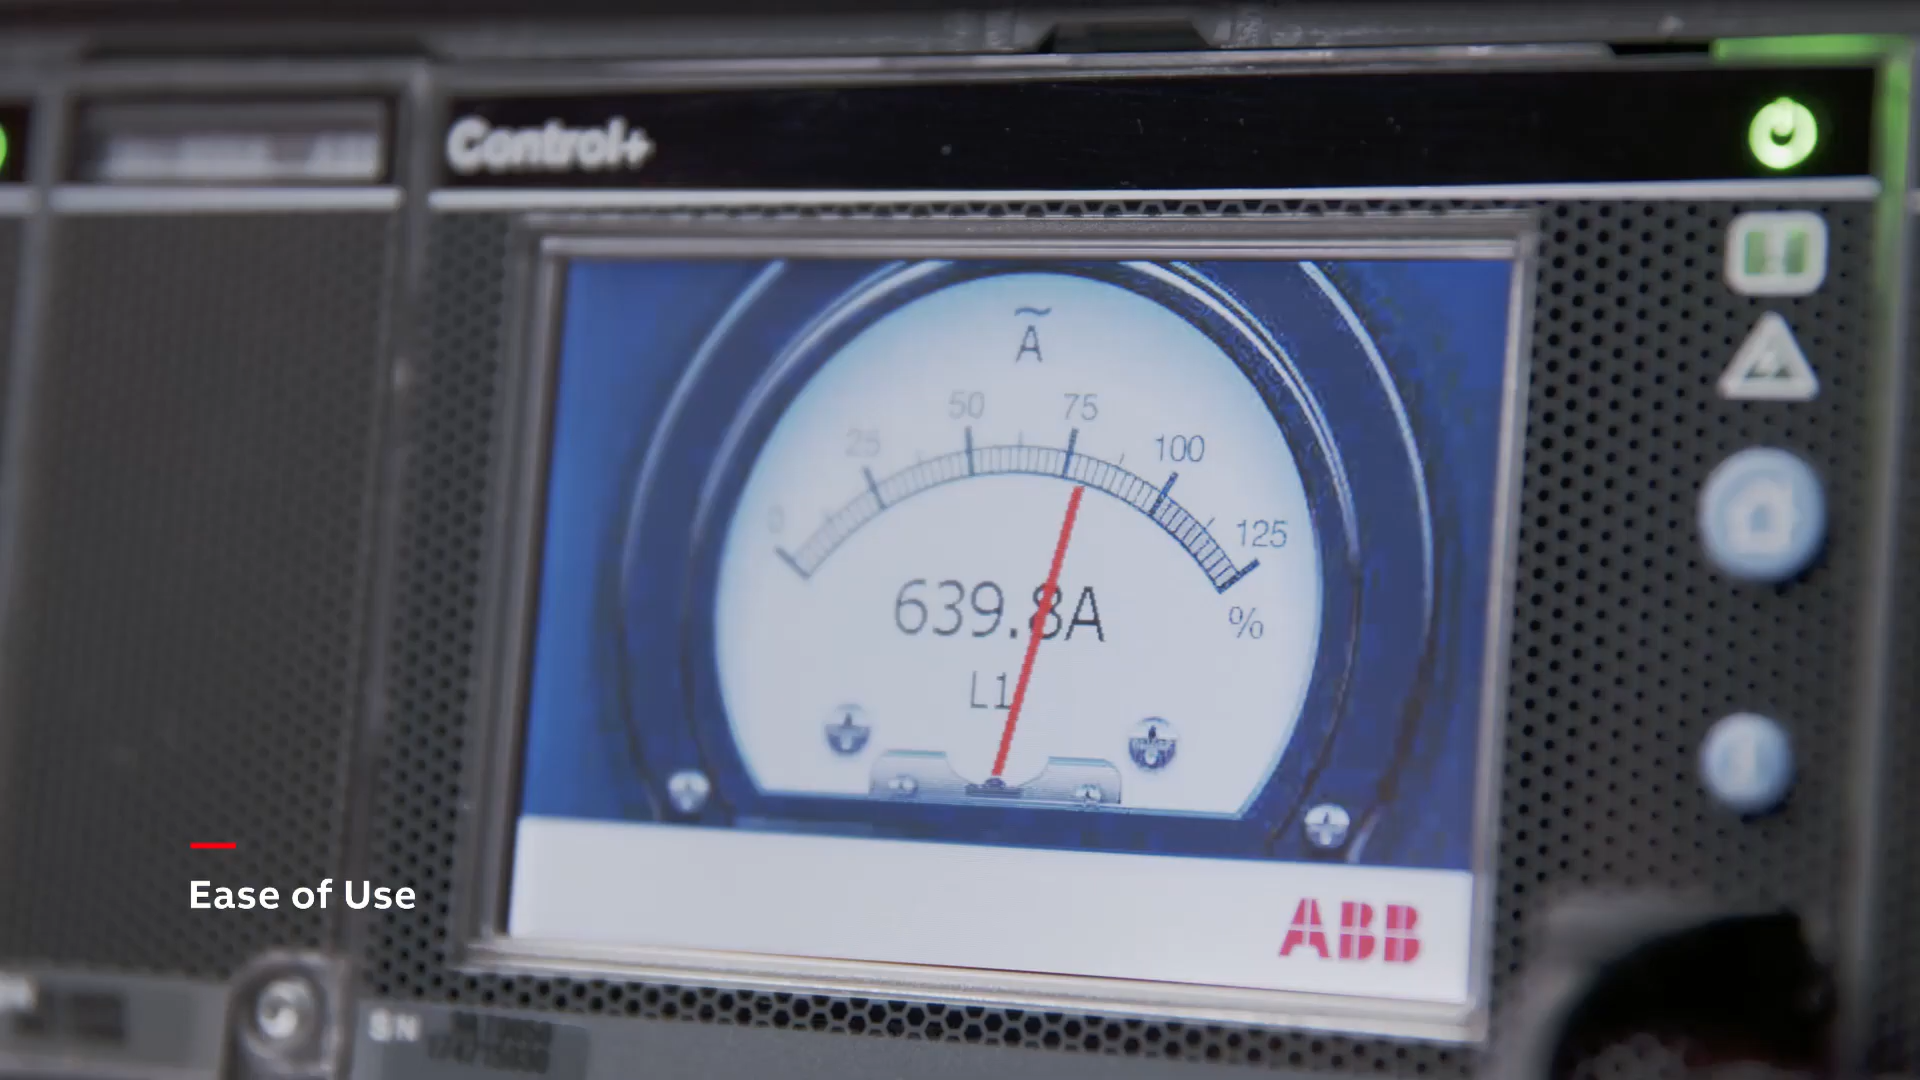 Control+
A
0
25
50
75
100
125
%
639.8A
L1
ABB
Ease of Use
SN